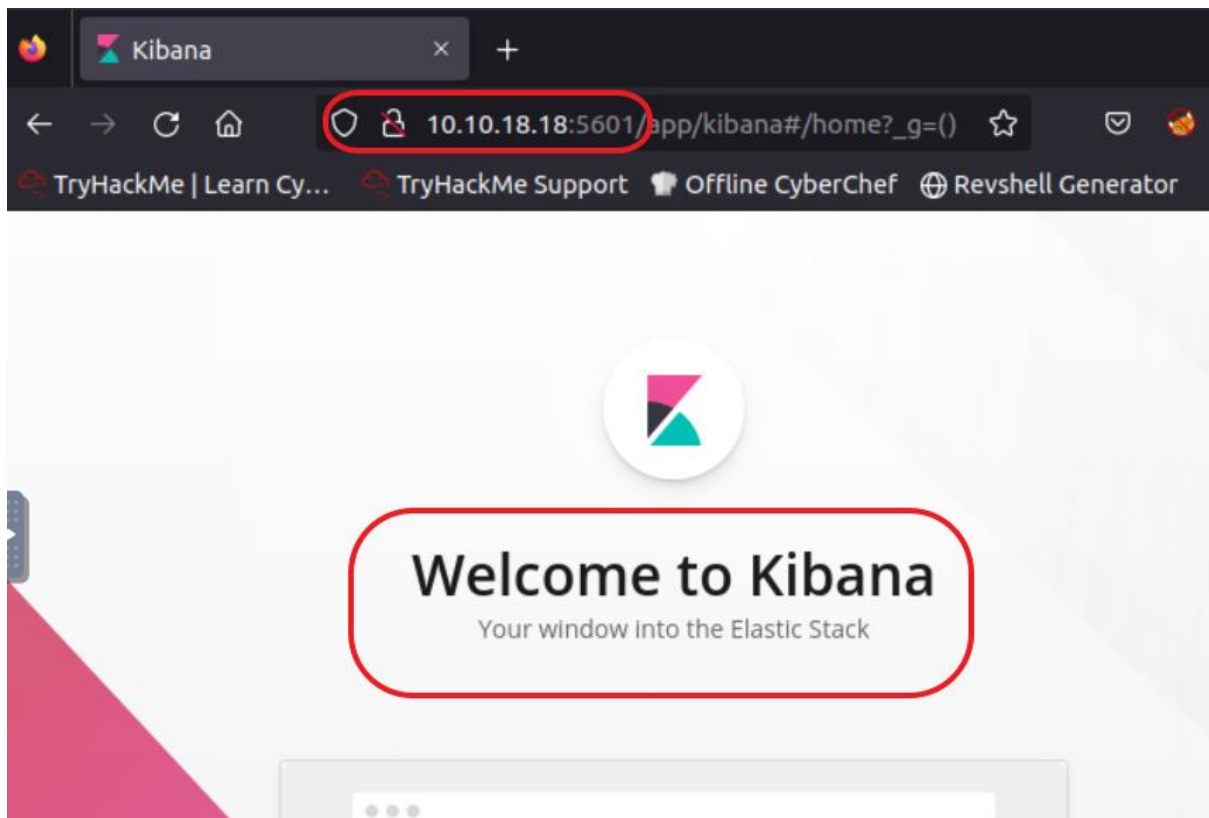 Kibana
10.10.18.18:5601/app/kibana#/home?_g=()
TryHackMe | Learn Cy... TryHackMe Support Offline CyberChef Revshell Generator
Welcome to Kibana
Your window into the Elastic Stack